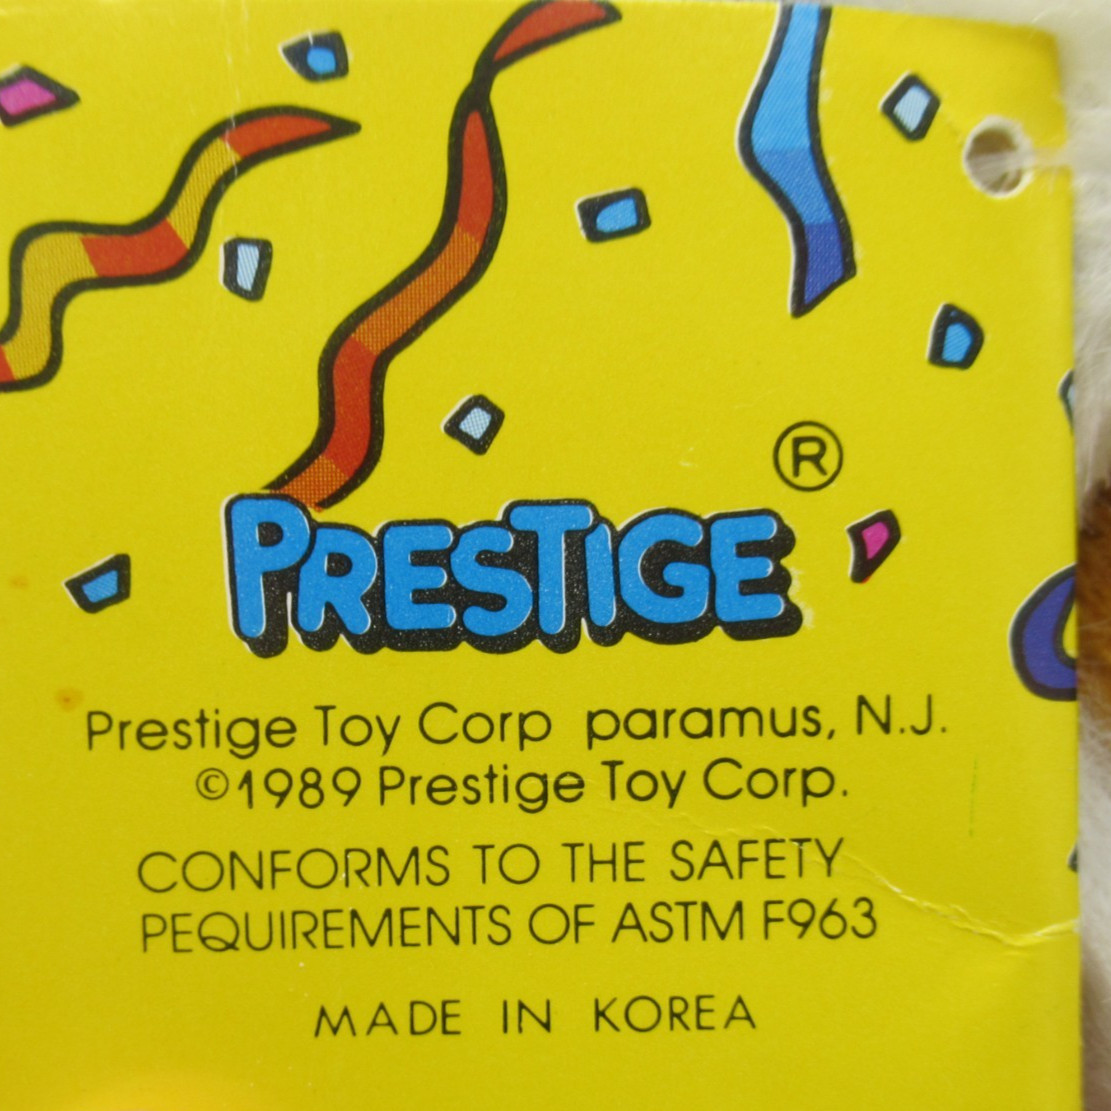 ®
PRESTIGE
Prestige Toy Corp paramus, N.J.
©1989 Prestige Toy Corp.
CONFORMS TO THE SAFETY
PEQUIREMENTS OF ASTM F963
MADE IN KOREA